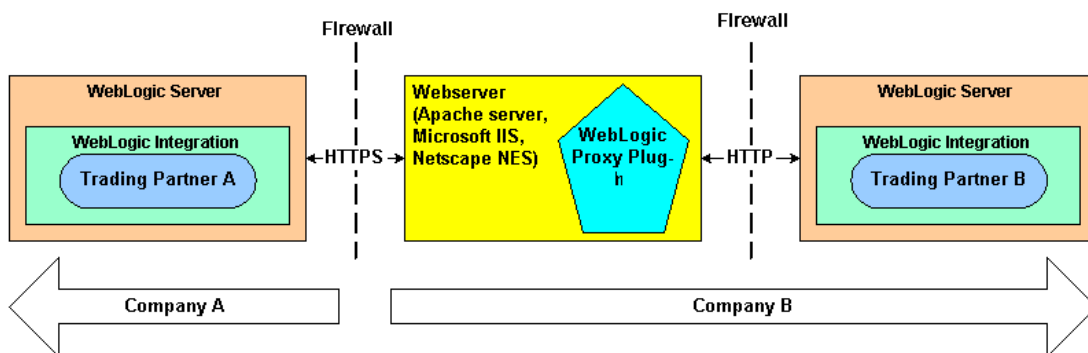 Firewall
Firewall
WebLogic Server
WebLogic Integration
Trading Partner A
HTTPS
Webserver
(Apache server,
Microsoft IIS,
Netscape NES)
WebLogic
Proxy Plug-
h
HTTP
WebLogic Server
WebLogic Integration
Trading Partner B
Company A
Company B